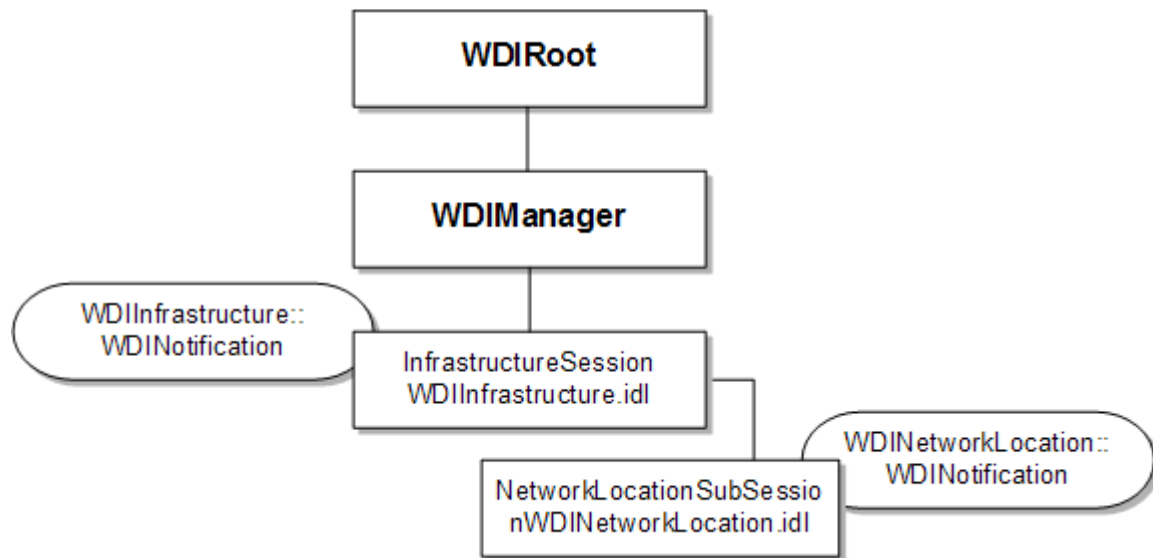 WDIRoot
WDIManager
WDIInfrastructure::
WDINotification
InfrastructureSession
WDIInfrastructure.idl
WDINetworkLocation::
WDINotification
NetworkLocationSubSessio
nWDINetworkLocation.idl